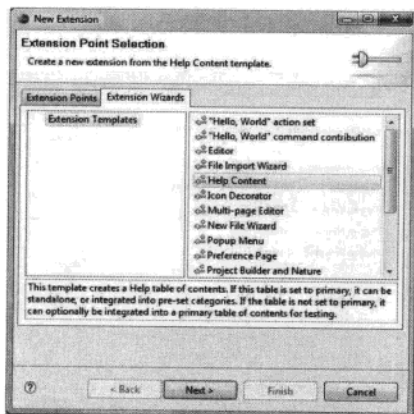 New Extension
Extension Point Selection
Create a new extension from the Help Content template.
Extension Points Extension Wizards
Extension Templates
"Hello, World" action set
"Hello, World" command contribution
Editor
File Import Wizard
Help Content
Icon Decorator
Multi-page Editor
New File Wizard
Popup Menu
Preference Page
Project Builder and Nature
This template creates a Help table of contents. If this table is set to primary, it can be
standalone, or integrated into pre-set categories. If the table is not set to primary, it
can optionally be integrated into a primary table of contents for testing.
?
< Back Next > Finish Cancel